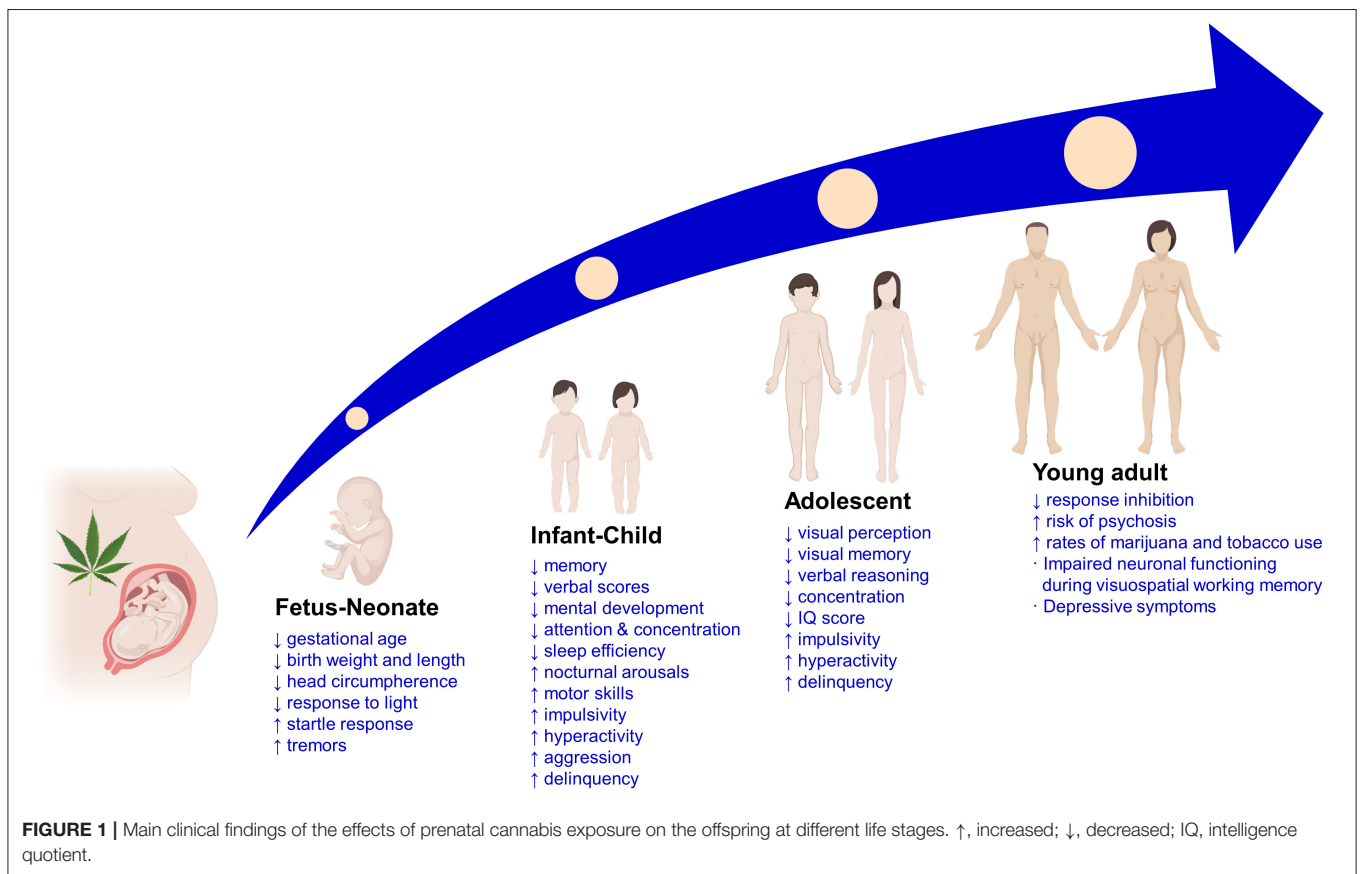 Fetus-Neonate
↓ gestational age
↓ birth weight and length
↓ head circumpherence
↓ response to light
↑ startle response
↑ tremors
Infant-Child
↓ memory
↓ verbal scores
↓ mental development
↓ attention & concentration
↓ sleep efficiency
↑ nocturnal arousals
↑ motor skills
↑ impulsivity
↑ hyperactivity
↑ aggression
↑ delinquency
Adolescent
↓ visual perception
↓ visual memory
↓ verbal reasoning
↓ concentration
↓ IQ score
↑ impulsivity
↑ hyperactivity
↑ delinquency
Young adult
↓ response inhibition
↑ risk of psychosis
↑ rates of marijuana and tobacco use
· Impaired neuronal functioning
during visuospatial working memory
· Depressive symptoms
FIGURE 1 | Main clinical findings of the effects of prenatal cannabis exposure on the offspring at different life stages. ↑, increased; ↓, decreased; IQ, intelligence
quotient.